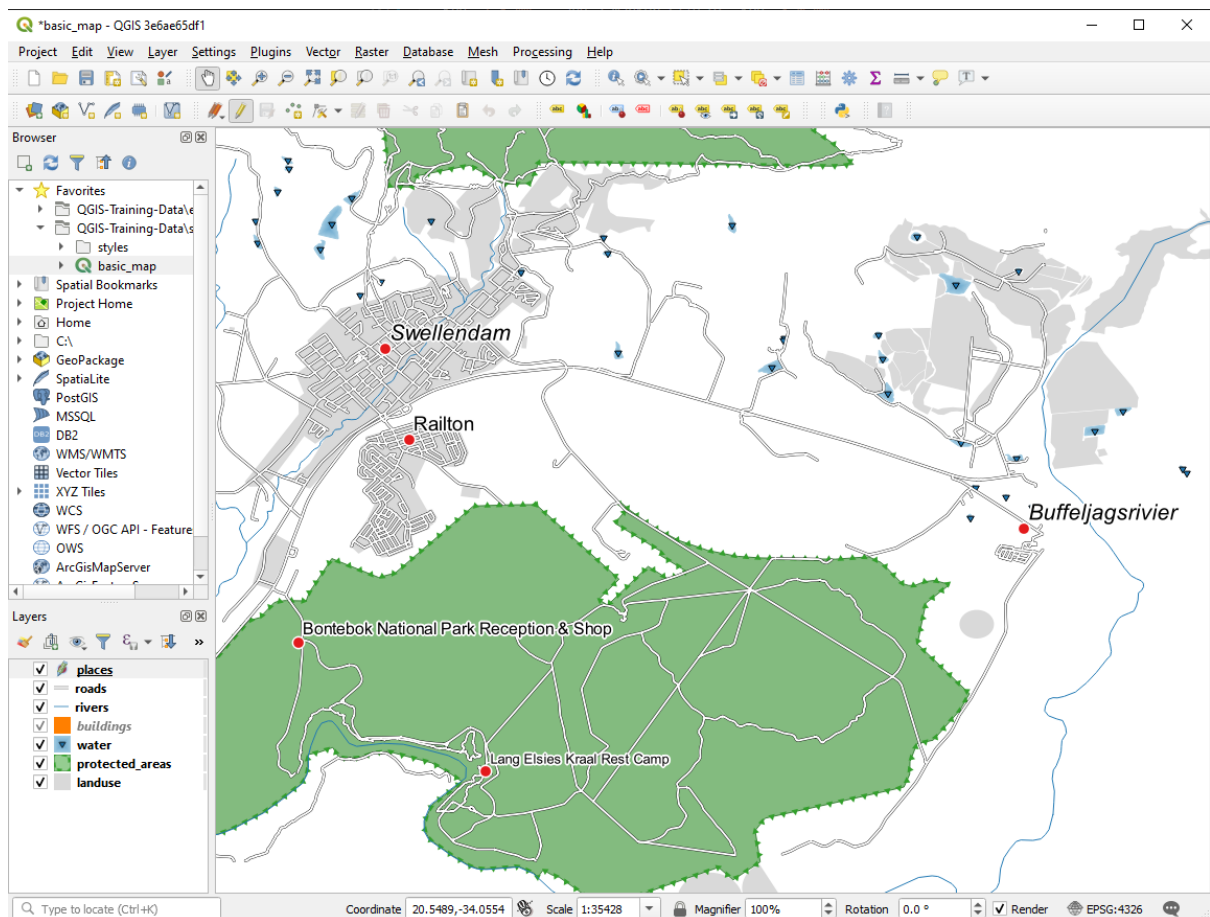 *basic_map - QGIS 3e6ae65df1
Project Edit View Layer Settings Plugins Vector Raster Database Mesh Processing Help
Browser
Favorites
QGIS-Training-Data\e
QGIS-Training-Data\s
styles
basic_map
Spatial Bookmarks
Project Home
Home
C:\
GeoPackage
SpatiaLite
PostGIS
MSSQL
DB2
WMS/WMTS
Vector Tiles
XYZ Tiles
WCS
WFS / OGC API - Feature
OWS
ArcGisMapServer
Layers
places
roads
rivers
buildings
water
protected_areas
landuse
Swellendam
Railton
Buffeljagsrivier
Bontebok National Park Reception & Shop
Lang Elsies Kraal Rest Camp
Type to locate (Ctrl+K) Coordinate 20.5489,-34.0554 Scale 1:35428 Magnifier 100% Rotation 0.0 ° Render EPSG:4326